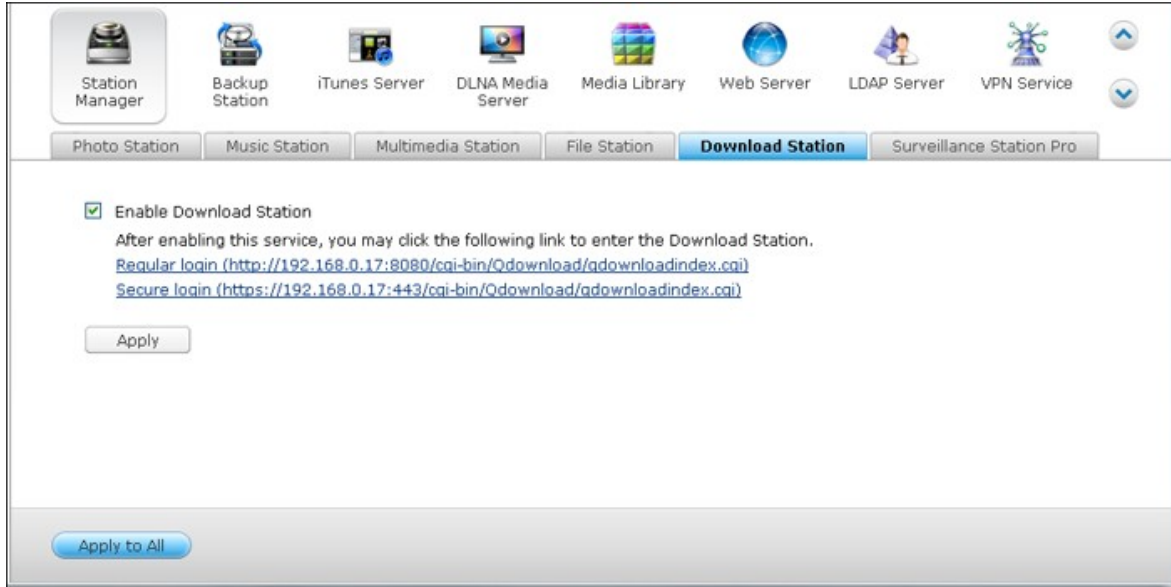 Station Manager
Backup Station
iTunes Server
DLNA Media Server
Media Library
Web Server
LDAP Server
VPN Service
Photo Station
Music Station
Multimedia Station
File Station
Download Station
Surveillance Station Pro
Enable Download Station
After enabling this service, you may click the following link to enter the Download Station.
Regular login (http://192.168.0.17:8080/cgi-bin/Qdownload/qdownloadindex.cgi)
Secure login (https://192.168.0.17:443/cgi-bin/Qdownload/qdownloadindex.cgi)
Apply
Apply to All